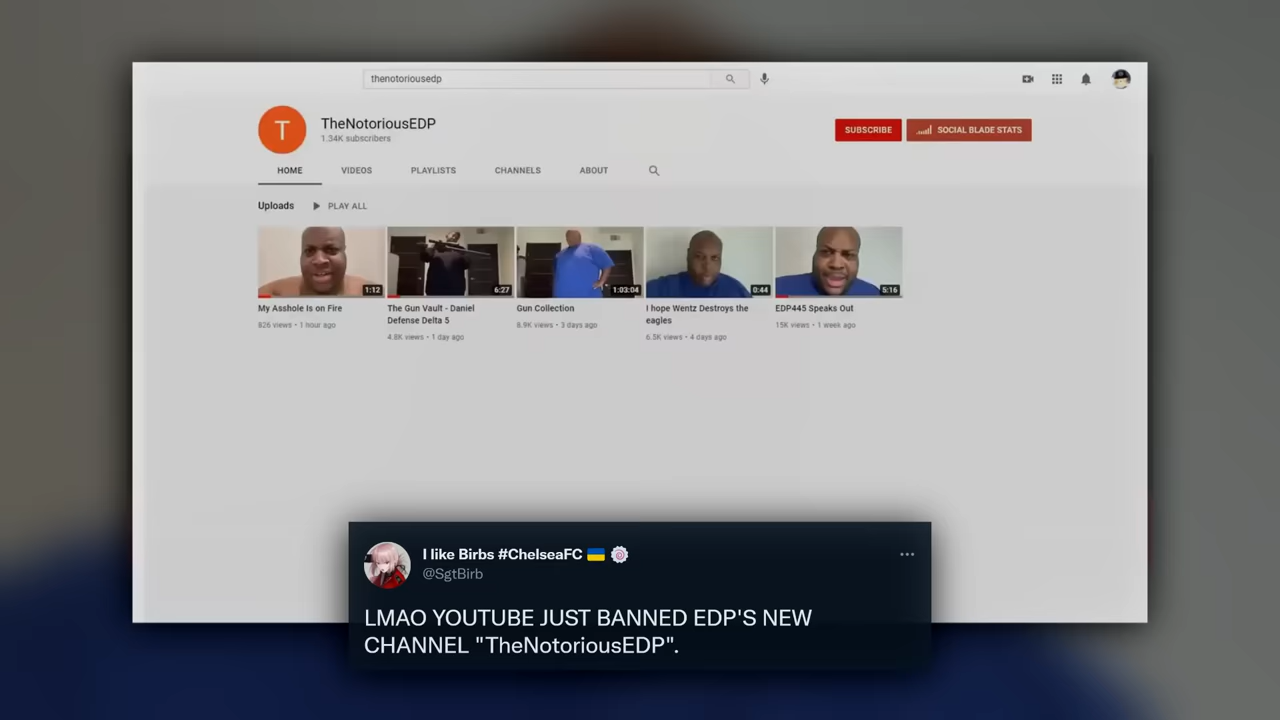 thenotoriousedp
T
TheNotoriousEDP
1.34K subscribers
SUBSCRIBE
SOCIAL BLADE STATS
HOME
VIDEOS
PLAYLISTS
CHANNELS
ABOUT
Uploads
PLAY ALL
1:12
6:27
1:03:04
0:44
5:16
My Asshole Is on Fire
826 views • 1 hour ago
The Gun Vault - Daniel
Defense Delta 5
4.8K views • 1 day ago
Gun Collection
8.9K views • 3 days ago
I hope Wentz Destroys the
eagles
6.3K views • 4 days ago
EDP445 Speaks Out
15K views • 1 week ago
I like Birbs #ChelseaFC 🇺🇦 🍥
@SgtBirb
LMAO YOUTUBE JUST BANNED EDP'S NEW
CHANNEL "TheNotoriousEDP".